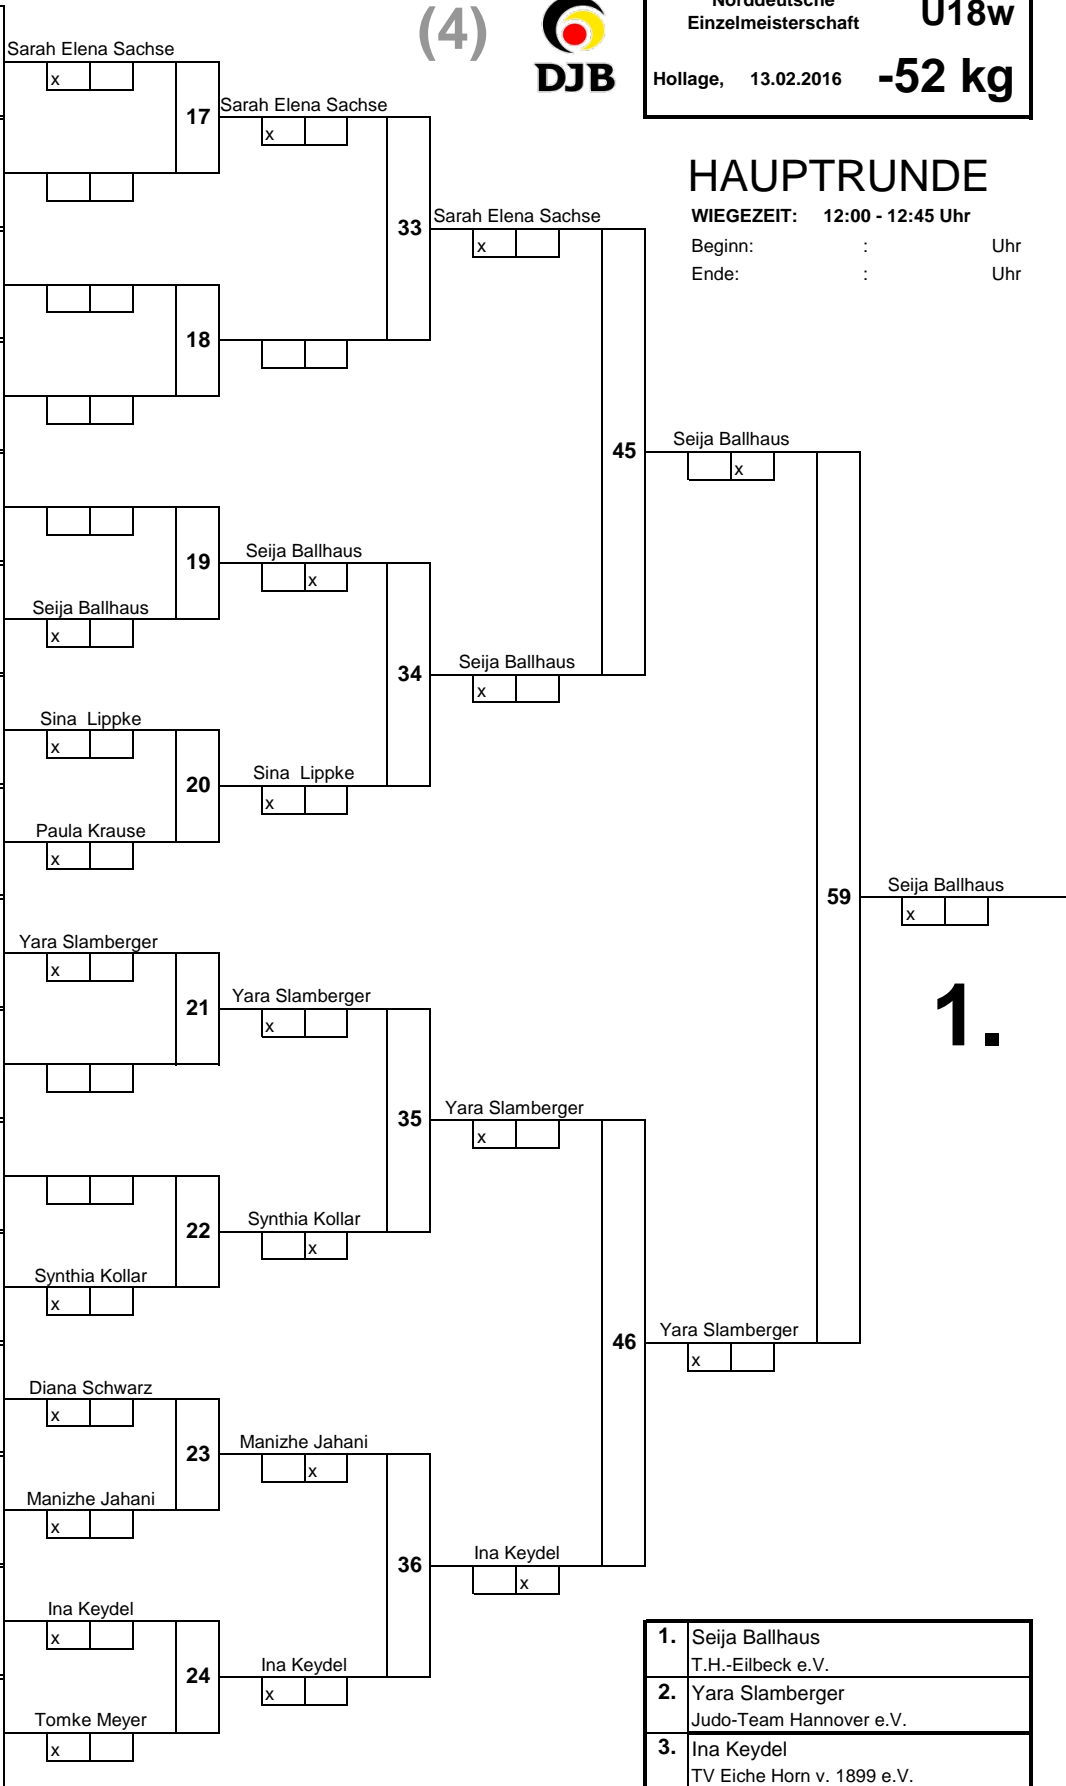 (4)
DJB
Norddeutsche
Einzelmeisterschaft
U18w
Hollage, 13.02.2016 -52 kg
HAUPTRUNDE
WIEGEZEIT: 12:00 - 12:45 Uhr
Beginn: : Uhr
Ende: : Uhr
Sarah Elena Sachse
x
17
Sarah Elena Sachse
x
33
Sarah Elena Sachse
x
18
45
Seija Ballhaus
x
19
Seija Ballhaus
x
Seija Ballhaus
x
34
Seija Ballhaus
x
Sina Lippke
x
20
Sina Lippke
x
Paula Krause
x
59
Seija Ballhaus
x
1.
Yara Slamberger
x
21
Yara Slamberger
x
35
Yara Slamberger
x
22
Synthia Kollar
x
Synthia Kollar
x
46
Yara Slamberger
x
Diana Schwarz
x
23
Manizhe Jahani
x
Manizhe Jahani
x
36
Ina Keydel
x
Ina Keydel
x
24
Ina Keydel
x
Tomke Meyer
x
1. Seija Ballhaus
T.H.-Eilbeck e.V.
2. Yara Slamberger
Judo-Team Hannover e.V.
3. Ina Keydel
TV Eiche Horn v. 1899 e.V.